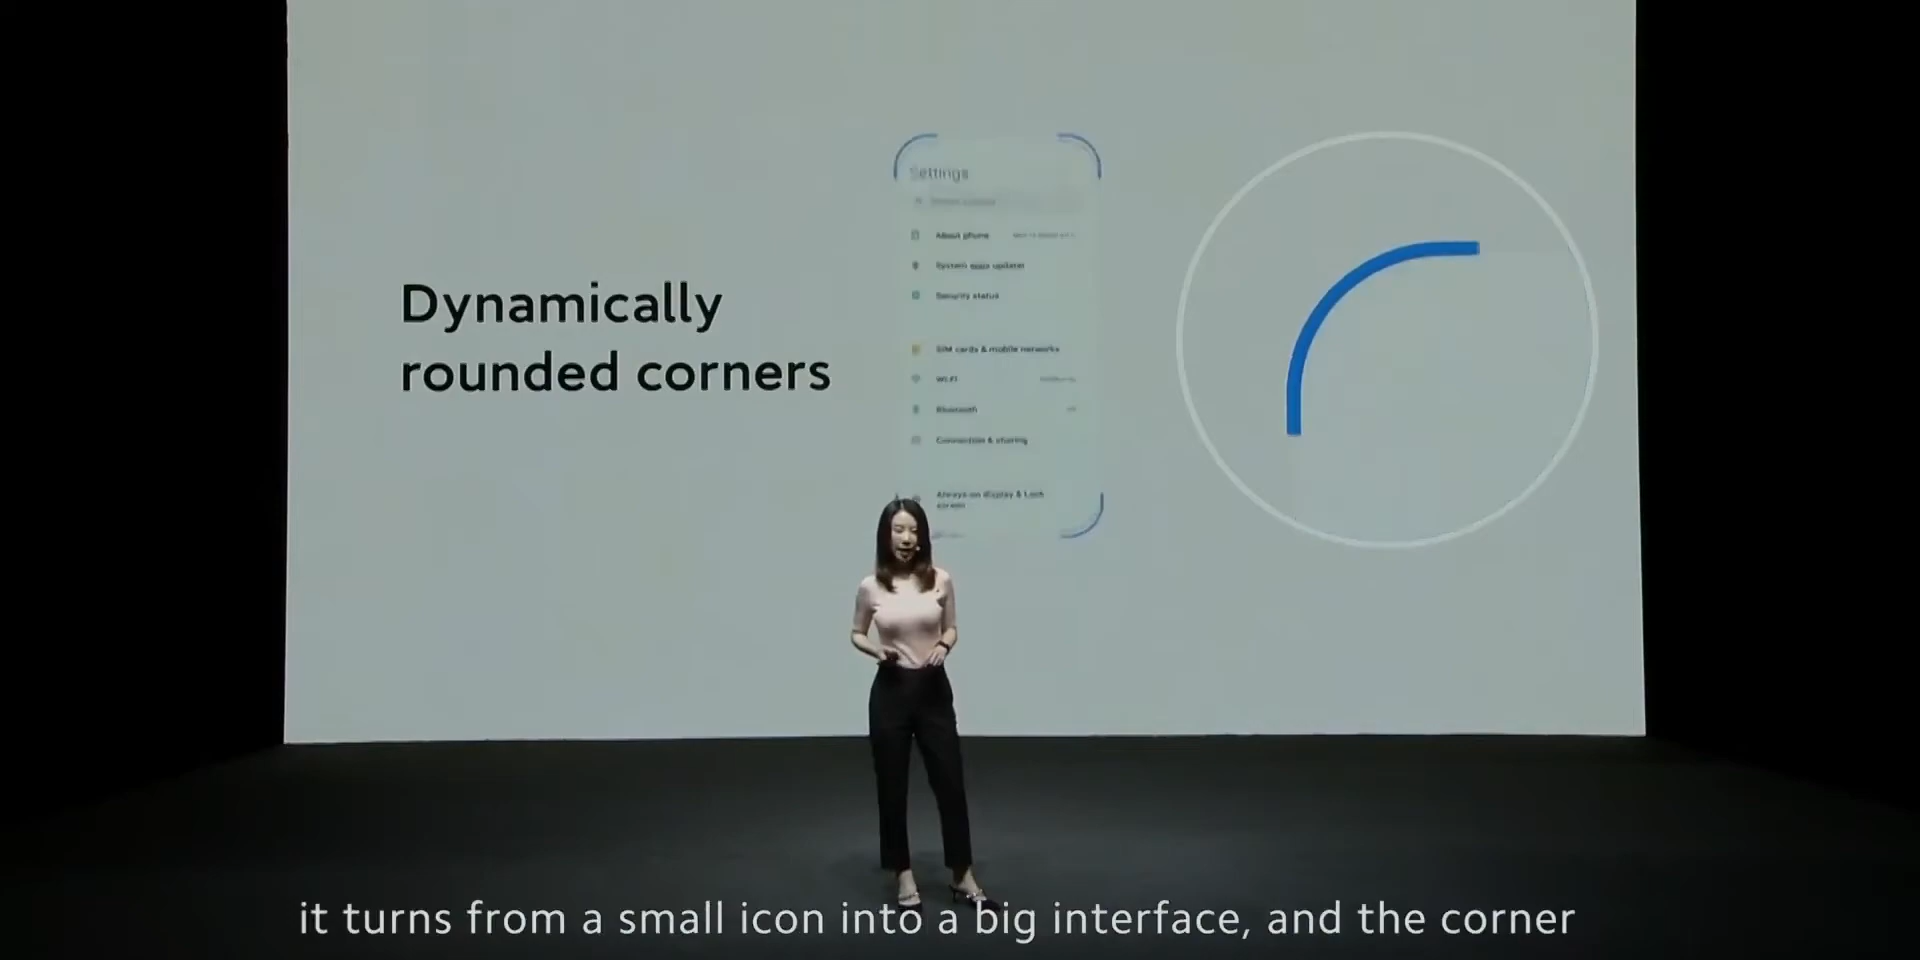 Dynamically
rounded corners
Settings
About phone
System apps updater
Security status
SIM cards & mobile networks
Wi-Fi
Bluetooth
Connection & sharing
Always-on display & Lock
screen
it turns from a small icon into a big interface, and the corner